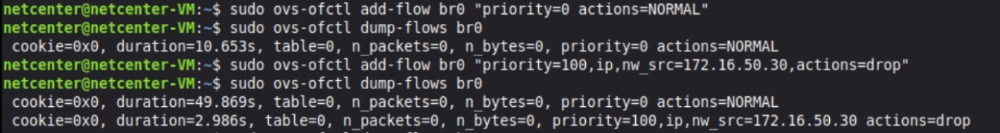 netcenter@netcenter-VM:~$ sudo ovs-ofctl add-flow br0 "priority=0 actions=NORMAL"
netcenter@netcenter-VM:~$ sudo ovs-ofctl dump-flows br0
 cookie=0x0, duration=10.653s, table=0, n_packets=0, n_bytes=0, priority=0 actions=NORMAL
netcenter@netcenter-VM:~$ sudo ovs-ofctl add-flow br0 "priority=100,ip,nw_src=172.16.50.30,actions=drop"
netcenter@netcenter-VM:~$ sudo ovs-ofctl dump-flows br0
 cookie=0x0, duration=49.869s, table=0, n_packets=0, n_bytes=0, priority=0 actions=NORMAL
 cookie=0x0, duration=2.986s, table=0, n_packets=0, n_bytes=0, priority=100,ip,nw_src=172.16.50.30 actions=drop